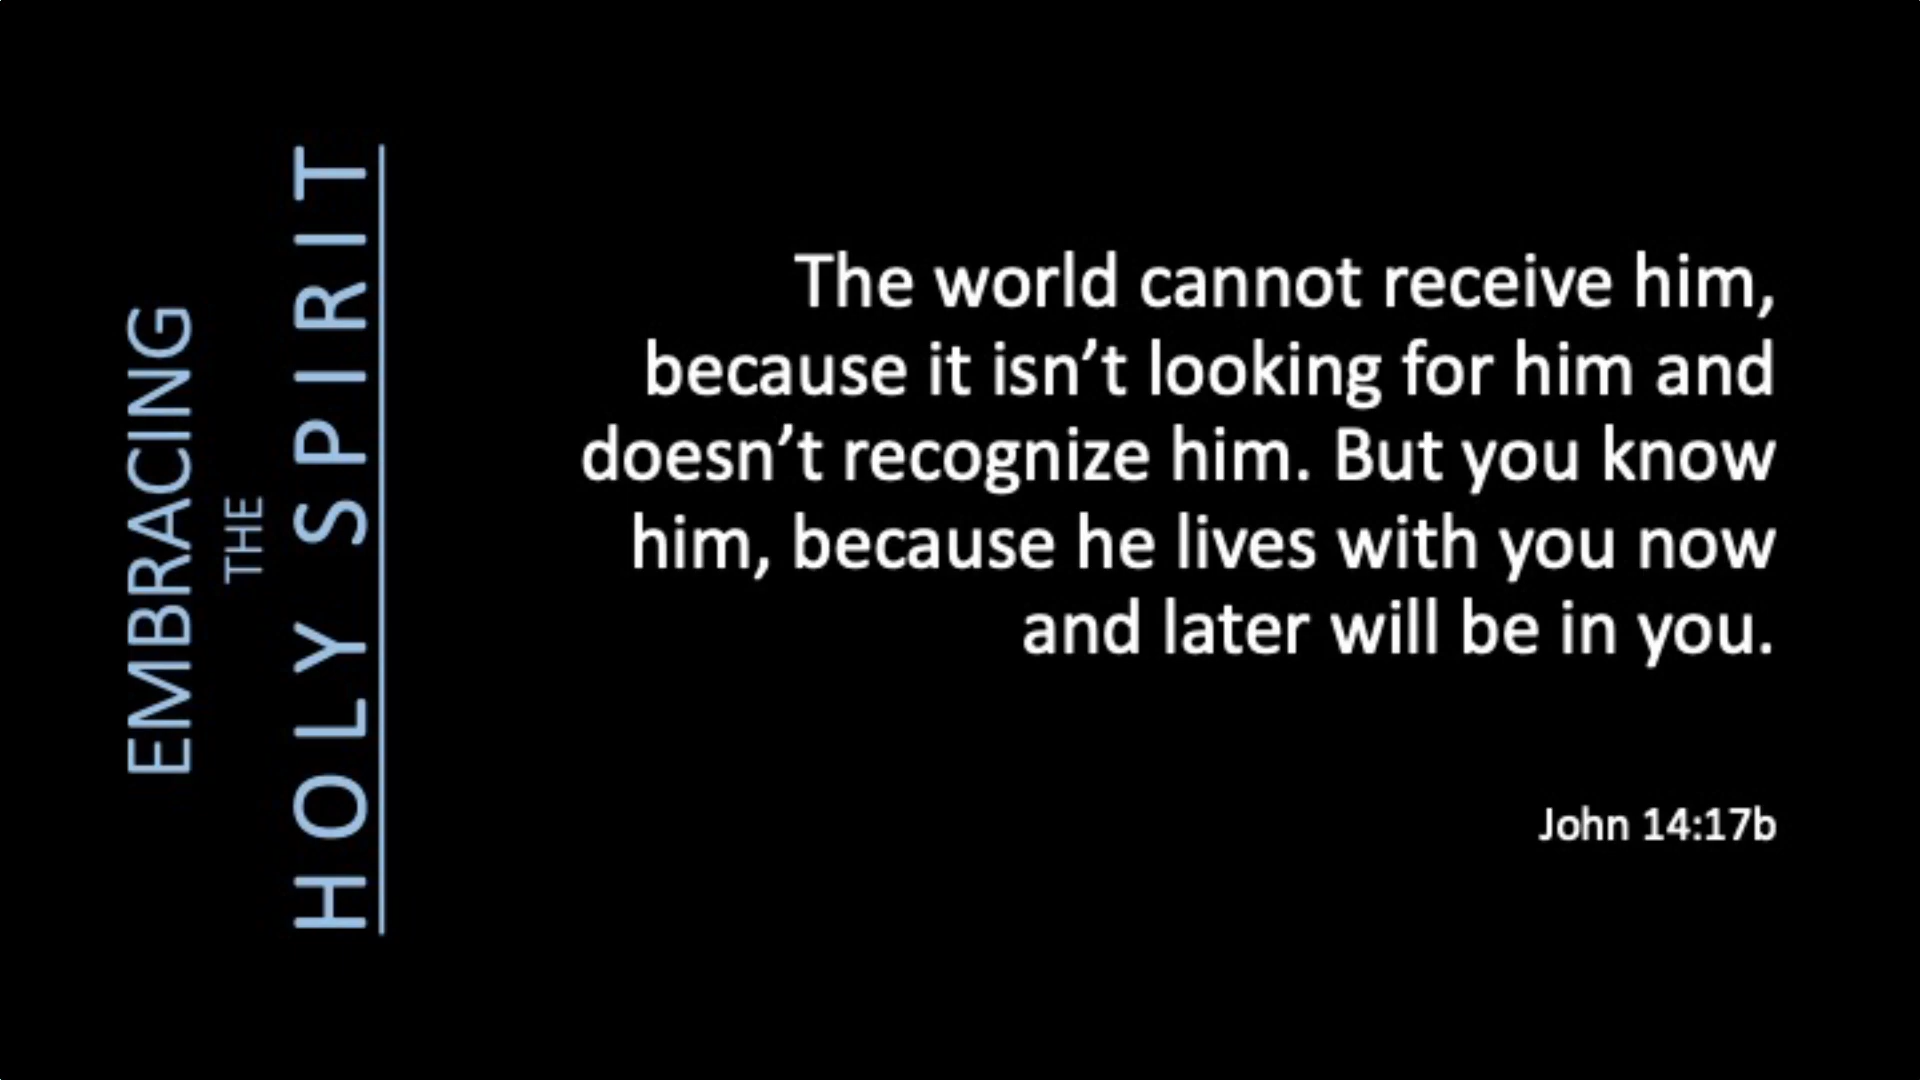 EMBRACING
THE
HOLY SPIRIT
The world cannot receive him,
because it isn’t looking for him and
doesn’t recognize him. But you know
him, because he lives with you now
and later will be in you.
John 14:17b